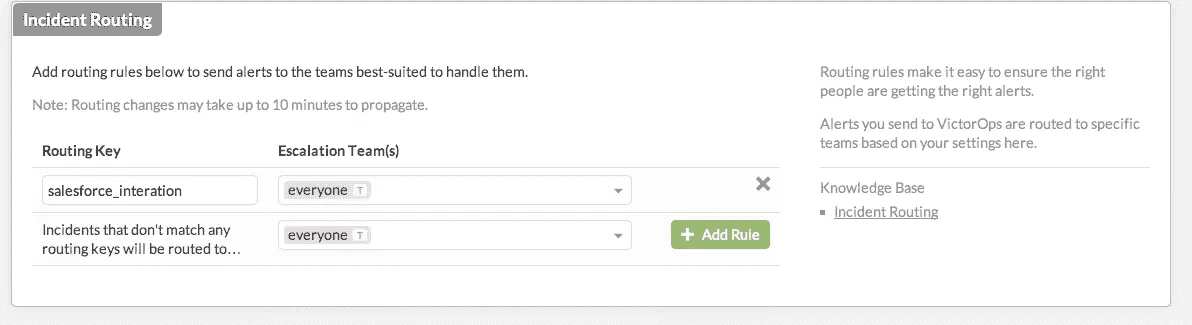 Incident Routing
Add routing rules below to send alerts to the teams best-suited to handle them.
Note: Routing changes may take up to 10 minutes to propagate.
Routing Key Escalation Team(s)
salesforce_interation everyone T
Incidents that don't match any
routing keys will be routed to... everyone T
+ Add Rule
Routing rules make it easy to ensure the right
people are getting the right alerts.
Alerts you send to VictorOps are routed to specific
teams based on your settings here.
Knowledge Base
Incident Routing